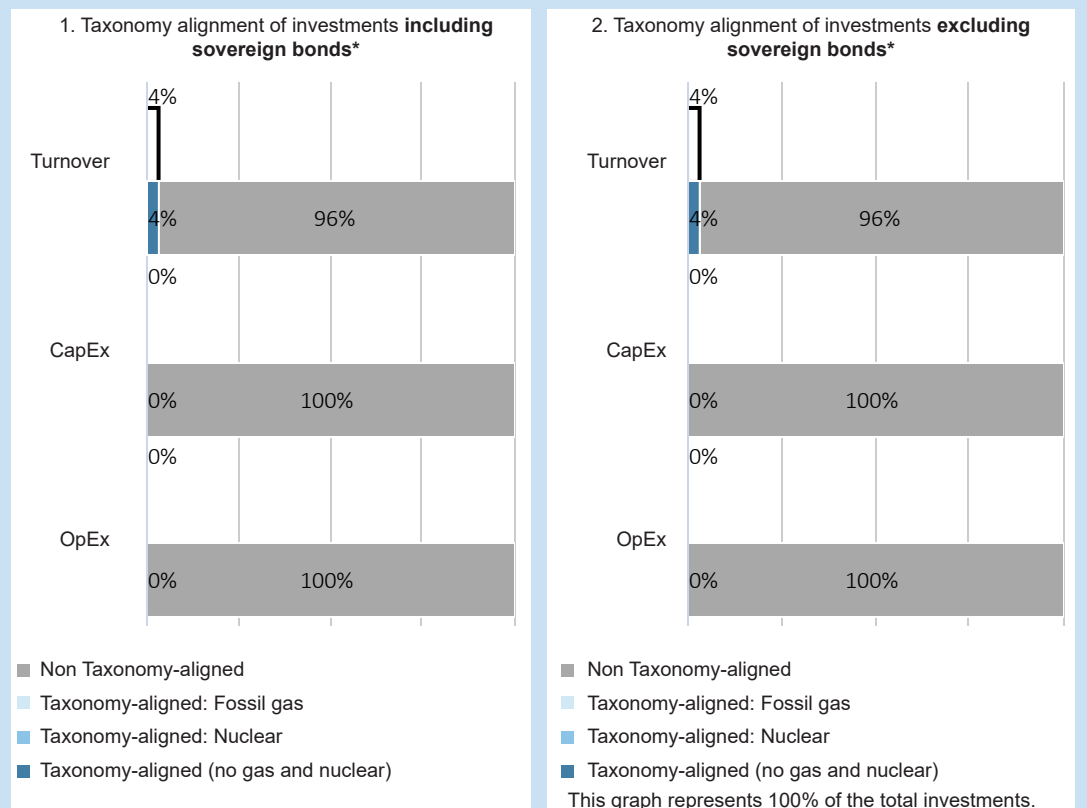 1. Taxonomy alignment of investments including
sovereign bonds*
4%
Turnover
4% 96%
0%
CapEx
0% 100%
0%
OpEx
0% 100%
Non Taxonomy-aligned
Taxonomy-aligned: Fossil gas
Taxonomy-aligned: Nuclear
Taxonomy-aligned (no gas and nuclear)
2. Taxonomy alignment of investments excluding
sovereign bonds*
4%
Turnover
4% 96%
0%
CapEx
0% 100%
0%
OpEx
0% 100%
Non Taxonomy-aligned
Taxonomy-aligned: Fossil gas
Taxonomy-aligned: Nuclear
Taxonomy-aligned (no gas and nuclear)
This graph represents 100% of the total investments.